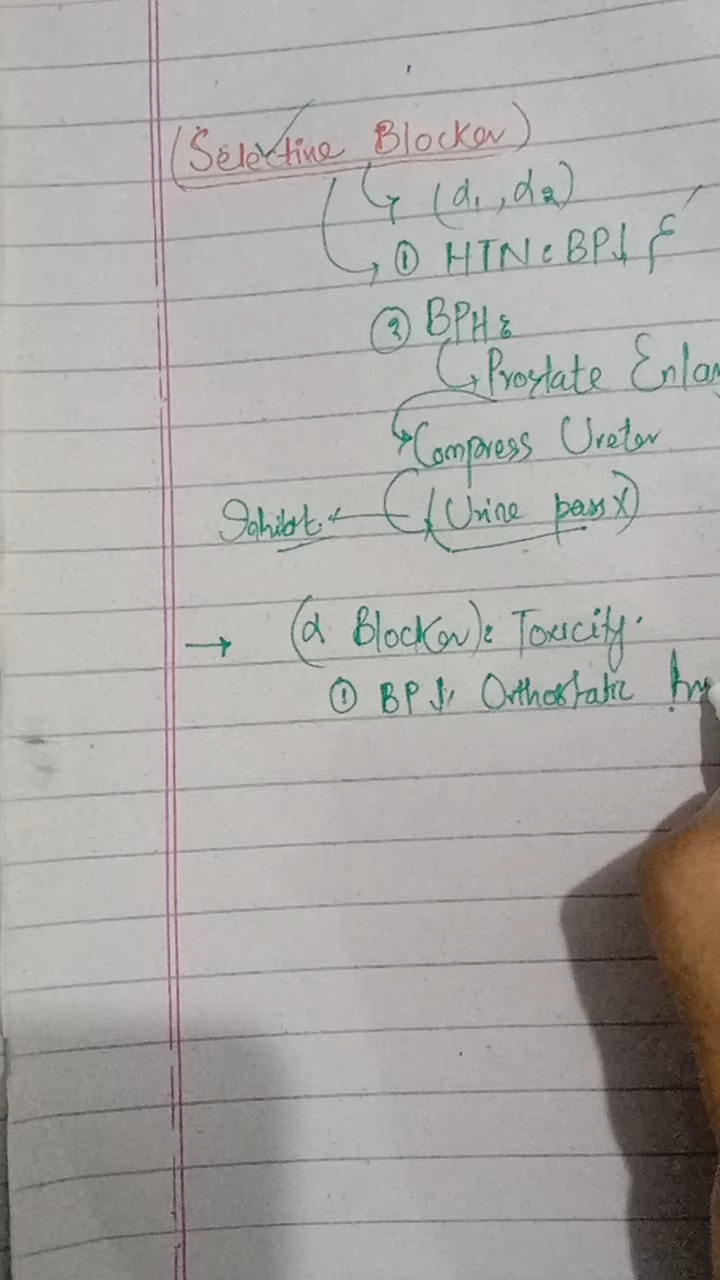 (Selective Blocker)
(α₁, α₂)
① HTN: BP↓
② BPH:
Prostate Enla
Compress Ureter
Inhibit. (Urine pass X)
→ (α Blocker): Toxicity.
① BP↓, Orthostatic